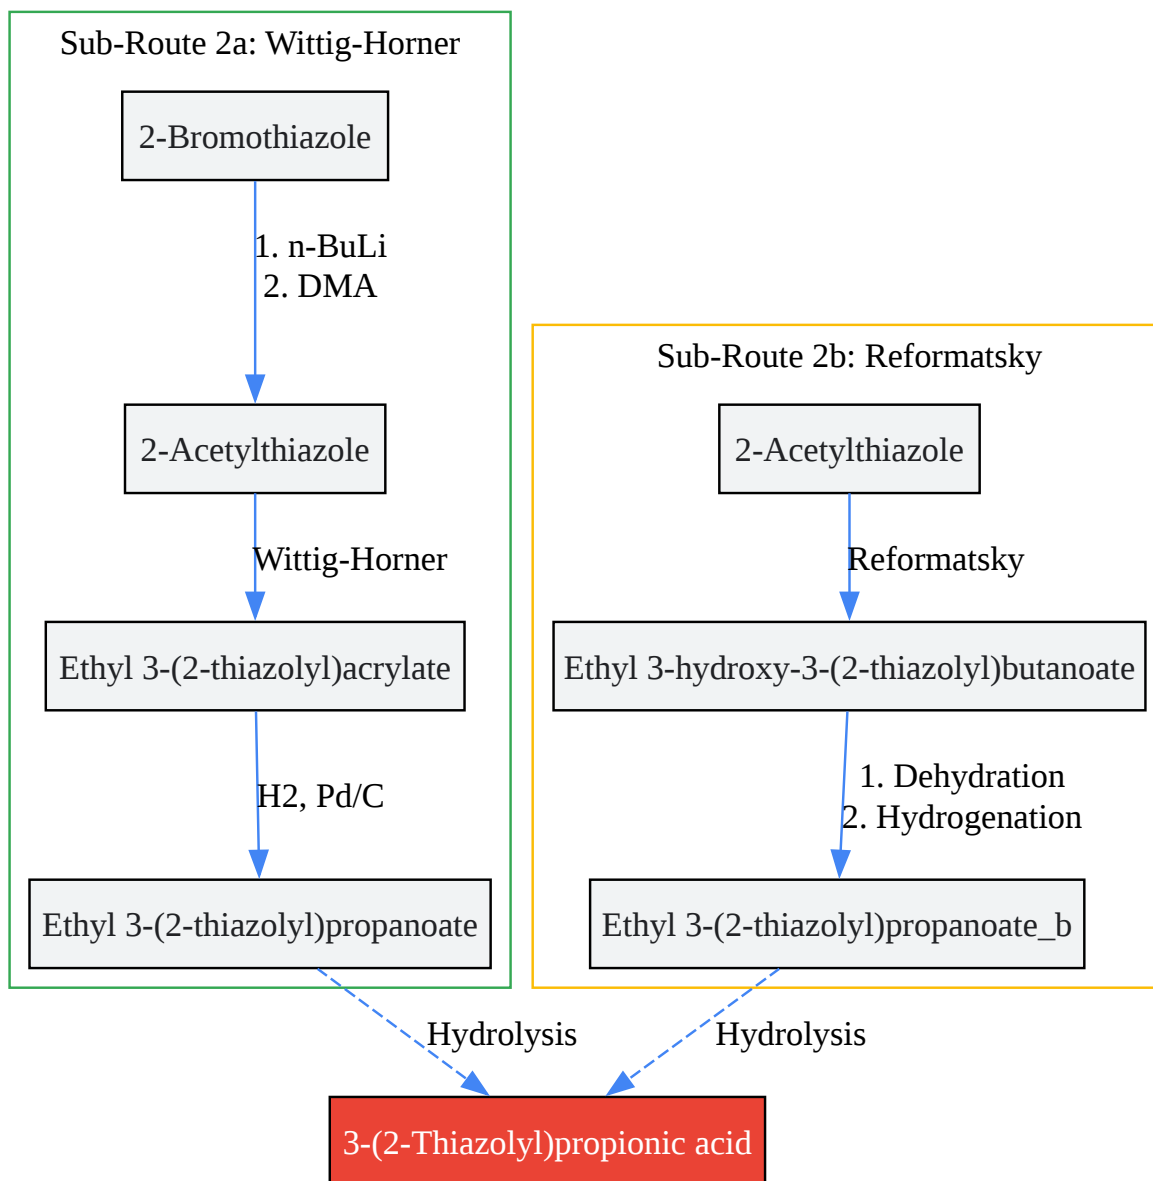 Sub-Route 2a: Wittig-Horner
2-Bromothiazole
1. n-BuLi
2. DMA
2-Acetylthiazole
Wittig-Horner
Ethyl 3-(2-thiazolyl)acrylate
H2, Pd/C
Ethyl 3-(2-thiazolyl)propanoate
Hydrolysis
Sub-Route 2b: Reformatsky
2-Acetylthiazole
Reformatsky
Ethyl 3-hydroxy-3-(2-thiazolyl)butanoate
1. Dehydration
2. Hydrogenation
Ethyl 3-(2-thiazolyl)propanoate_b
Hydrolysis
3-(2-Thiazolyl)propionic acid